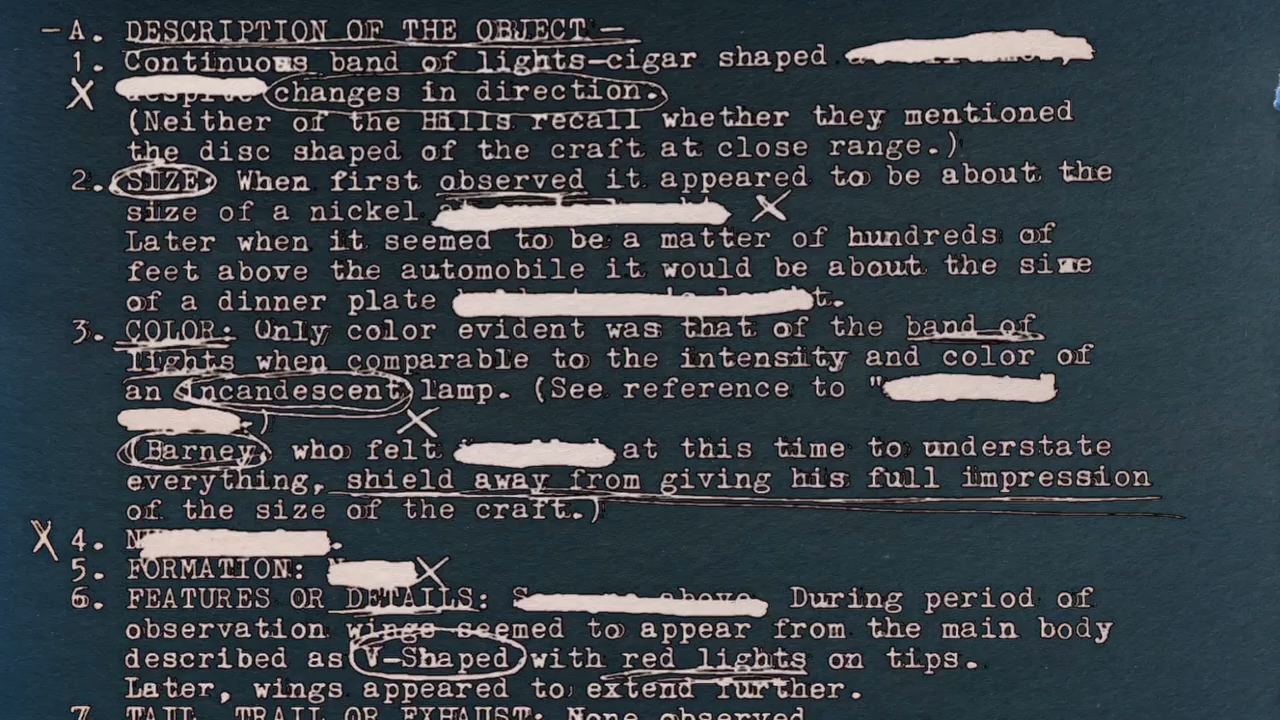 —A. DESCRIPTION OF THE OBJECT—
1. Continuous band of lights—cigar shaped
changes in direction.
(Neither of the Hills recall whether they mentioned
the disc shaped of the craft at close range.)
2. SIZE: When first observed it appeared to be about the
size of a nickel
Later when it seemed to be a matter of hundreds of
feet above the automobile it would be about the size
of a dinner plate
3. COLOR: Only color evident was that of the band of
lights when comparable to the intensity and color of
an incandescent lamp. (See reference to "
Barney, who felt at this time to understate
everything, shield away from giving his full impression
of the size of the craft.)
4.
5. FORMATION:
6. FEATURES OR DETAILS: During period of
observation wings seemed to appear from the main body
described as V-Shaped with red lights on tips.
Later, wings appeared to extend further.
7. TAIL, TRAIL OR EXHAUST: None observed